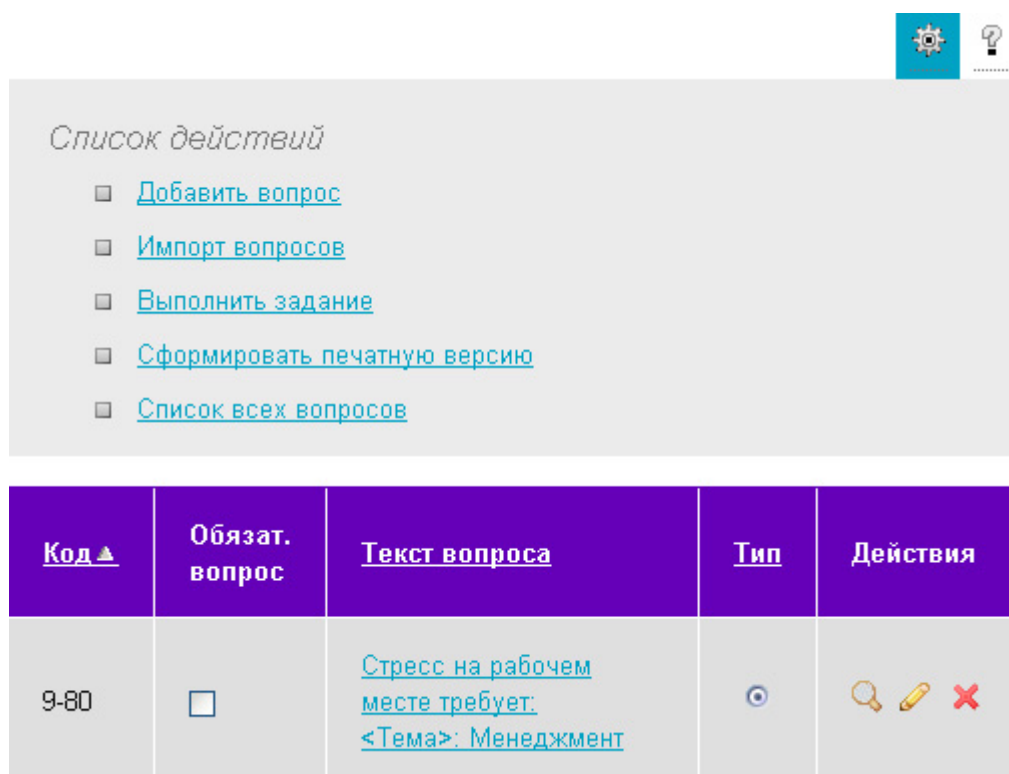 Список действий
Добавить вопрос
Импорт вопросов
Выполнить задание
Сформировать печатную версию
Список всех вопросов
Код Обязат. вопрос Текст вопроса Тип Действия
9-80
Стресс на рабочем
месте требует:
<Тема>: Менеджмент